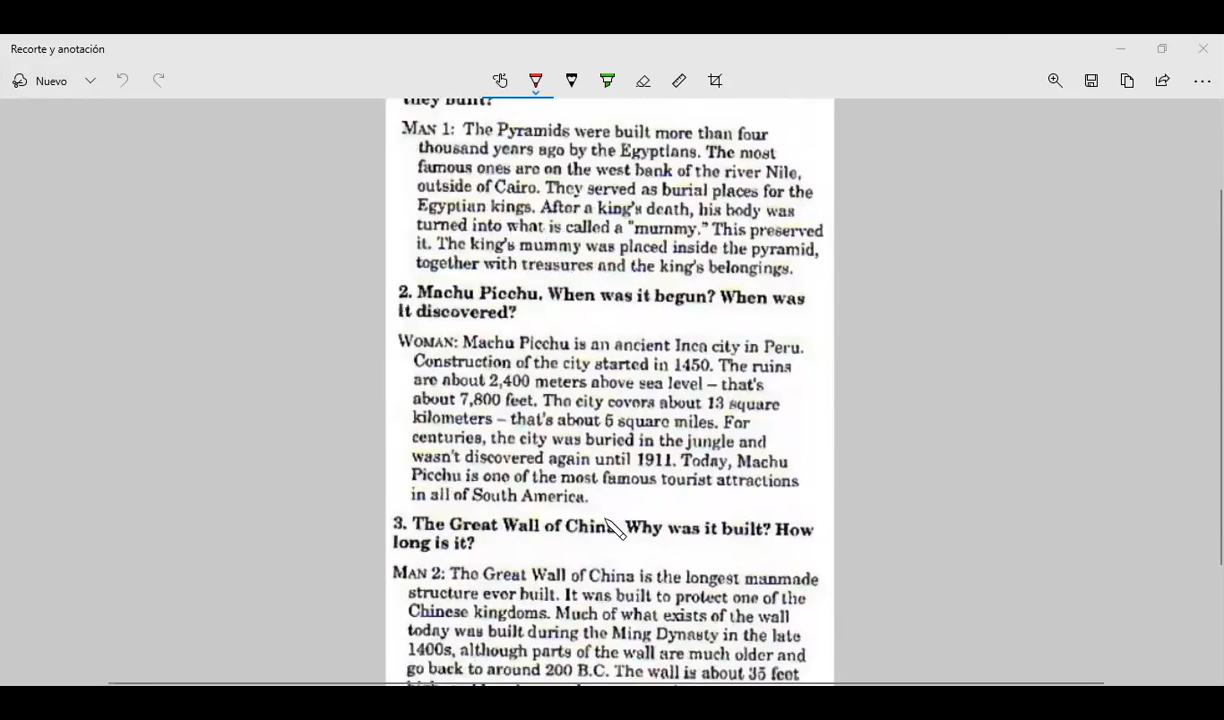 Recorte y anotación
Nuevo
they built?
MAN 1: The Pyramids were built more than four
thousand years ago by the Egyptians. The most
famous ones are on the west bank of the river Nile,
outside of Cairo. They served as burial places for the
Egyptian kings. After a king's death, his body was
turned into what is called a "mummy." This preserved
it. The king's mummy was placed inside the pyramid,
together with treasures and the king's belongings.
2. Machu Picchu. When was it begun? When was
it discovered?
WOMAN: Machu Picchu is an ancient Inca city in Peru.
Construction of the city started in 1450. The ruins
are about 2,400 meters above sea level – that's
about 7,800 feet. The city covers about 13 square
kilometers – that's about 5 square miles. For
centuries, the city was buried in the jungle and
wasn't discovered again until 1911. Today, Machu
Picchu is one of the most famous tourist attractions
in all of South America.
3. The Great Wall of China. Why was it built? How
long is it?
MAN 2: The Great Wall of China is the longest manmade
structure ever built. It was built to protect one of the
Chinese kingdoms. Much of what exists of the wall
today was built during the Ming Dynasty in the late
1400s, although parts of the wall are much older and
go back to around 200 B.C. The wall is about 35 feet